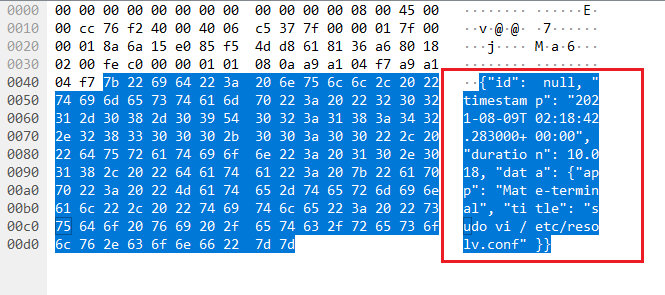 0000 00 00 00 00 00 00 00 00 00 00 00 00 08 00 45 00 ········ ······E·
0010 00 cc 76 f2 40 00 40 06 c5 37 7f 00 00 01 7f 00 ··v·@·@· ·7······
0020 00 01 8a 6a 15 e0 85 f5 4d d8 61 81 36 a6 80 18 ···j···· M·a·6···
0030 02 00 fe c0 00 00 01 01 08 0a a9 a1 04 f7 a9 a1 ········ ········
0040 04 f7 7b 22 69 64 22 3a 20 6e 75 6c 6c 2c 20 22 ··{"id": null, "
0050 74 69 6d 65 73 74 61 6d 70 22 3a 20 22 32 30 32 timestam p": "202
0060 31 2d 30 38 2d 30 39 54 30 32 3a 31 38 3a 34 32 1-08-09T 02:18:42
0070 2e 32 38 33 30 30 30 2b 30 30 3a 30 30 22 2c 20 .283000+ 00:00",
0080 22 64 75 72 61 74 69 6f 6e 22 3a 20 31 30 2e 30 "duratio n": 10.0
0090 31 38 2c 20 22 64 61 74 61 22 3a 20 7b 22 61 70 18, "dat a": {"ap
00a0 70 22 3a 20 22 4d 61 74 65 2d 74 65 72 6d 69 6e p": "Mat e-termin
00b0 61 6c 22 2c 20 22 74 69 74 6c 65 22 3a 20 22 73 al", "ti tle": "s
00c0 75 64 6f 20 76 69 20 2f 65 74 63 2f 72 65 73 6f udo vi / etc/reso
00d0 6c 76 2e 63 6f 6e 66 22 7d 7d lv.conf" }}